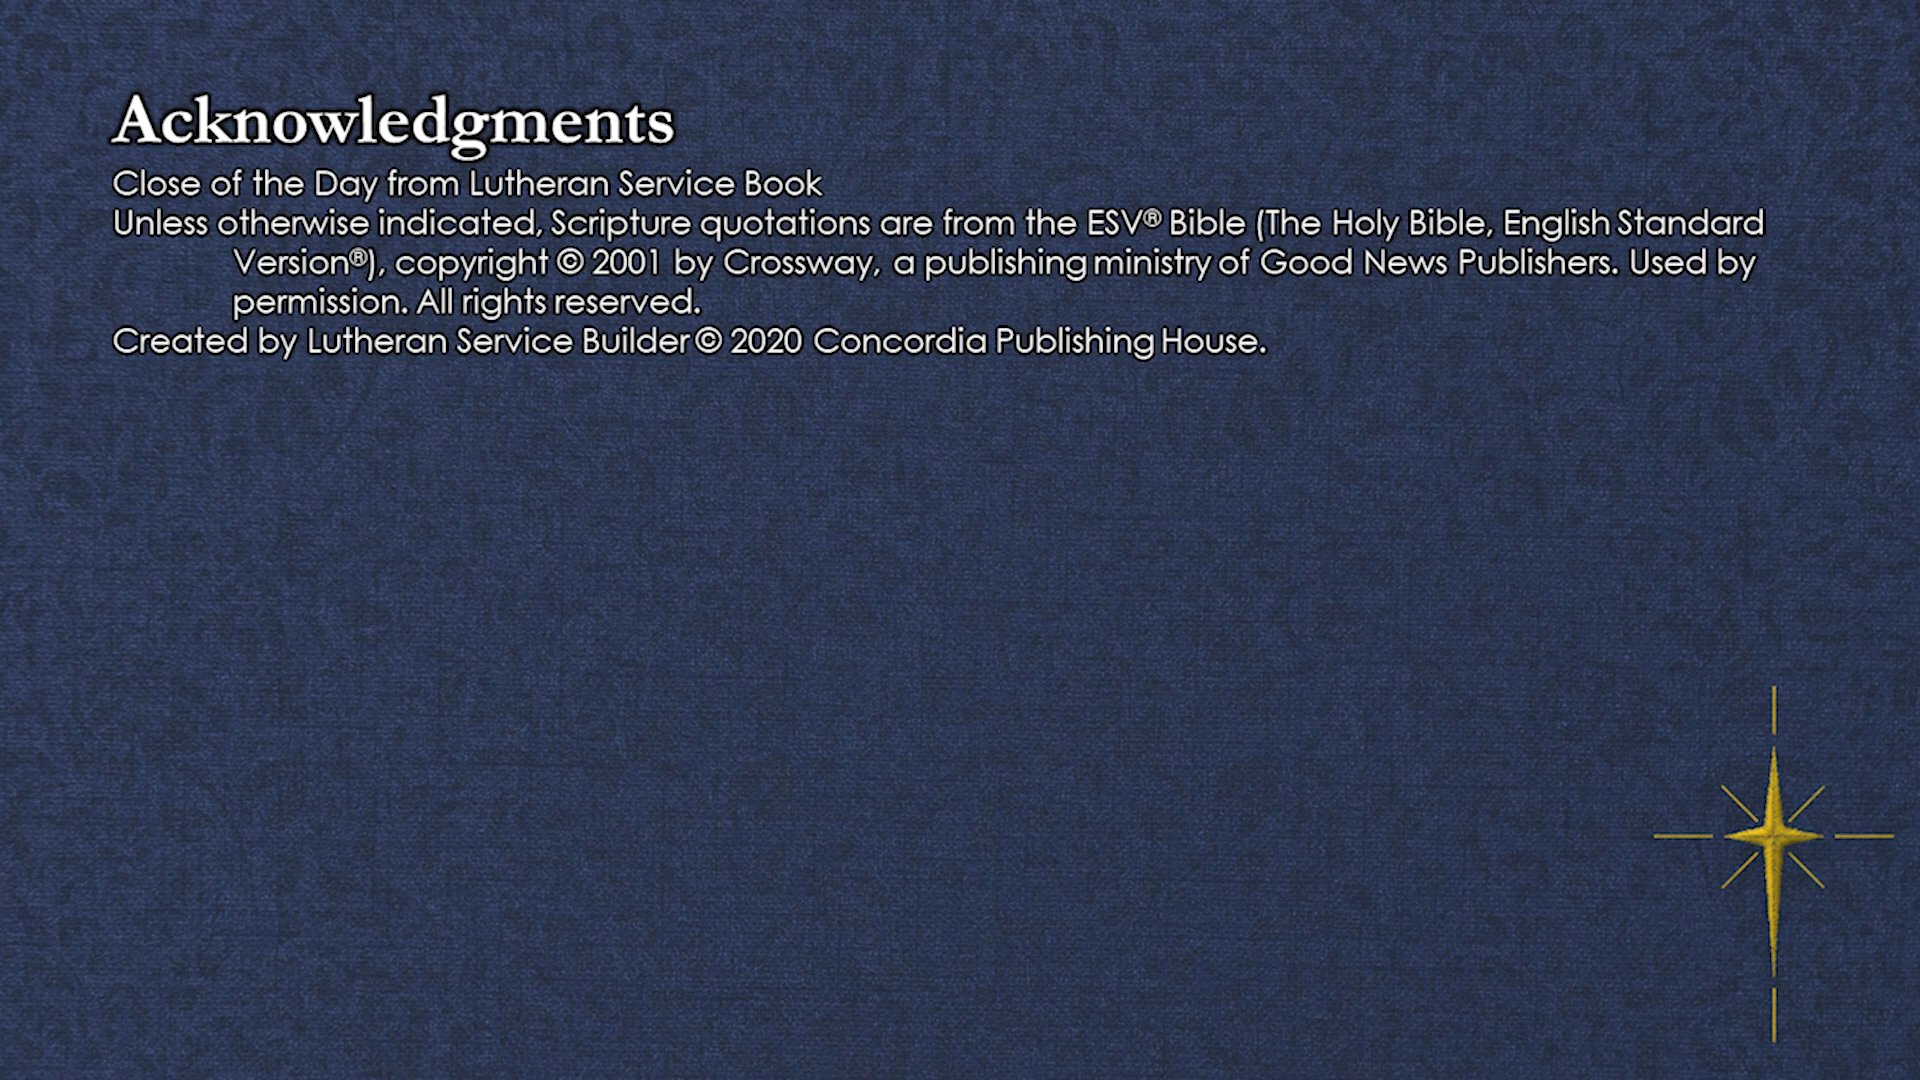 Acknowledgments
Close of the Day from Lutheran Service Book
Unless otherwise indicated, Scripture quotations are from the ESV® Bible (The Holy Bible, English Standard
Version®), copyright © 2001 by Crossway, a publishing ministry of Good News Publishers. Used by
permission. All rights reserved.
Created by Lutheran Service Builder © 2020 Concordia Publishing House.